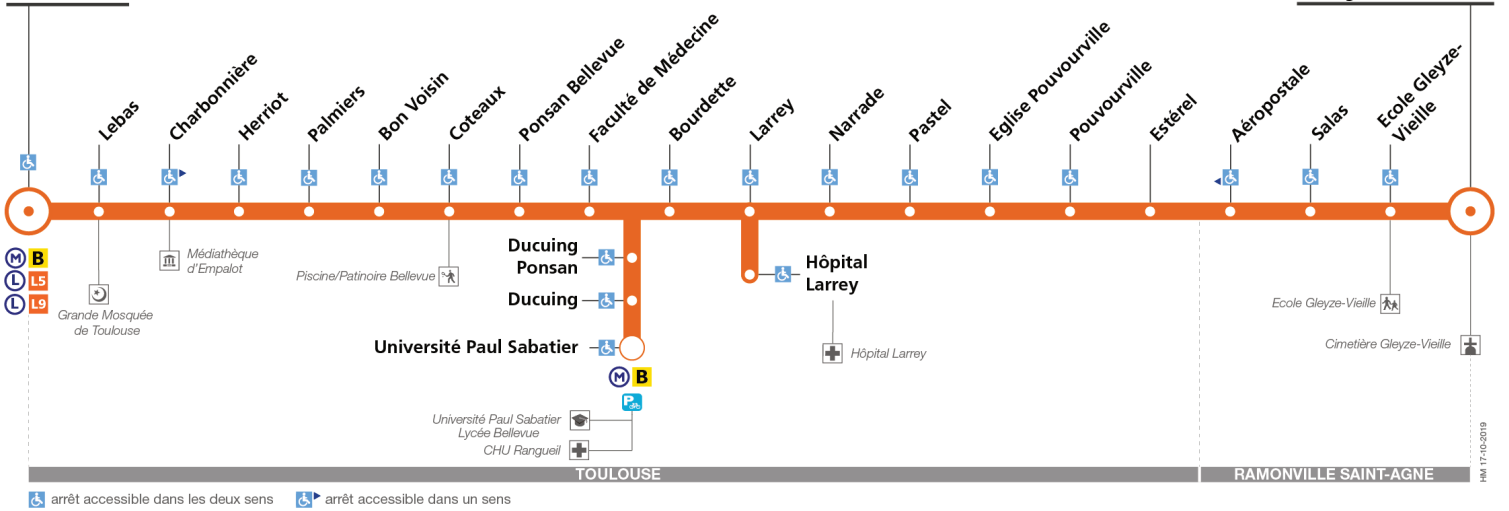 Lebas
Charbonnière
Herriot
Palmiers
Bon Voisin
Coteaux
Ponsan Bellevue
Faculté de Médecine
Bourdette
Larrey
Narrade
Pastel
Eglise Pouvourville
Pouvourville
Estérel
Aéropostale
Salas
Ecole Gleyze-
Vieille
M B
L L5
L L9
Grande Mosquée
de Toulouse
Médiathèque
d'Empalot
Piscine/Patinoire Bellevue
Ducuing
Ponsan
Ducuing
Université Paul Sabatier
M B
P
Université Paul Sabatier
Lycée Bellevue
CHU Rangueil
Hôpital
Larrey
Hôpital Larrey
Ecole Gleyze-Vieille
Cimetière Gleyze-Vieille
TOULOUSE
RAMONVILLE SAINT-AGNE
HM 17-10-2019
arrêt accessible dans les deux sens
arrêt accessible dans un sens